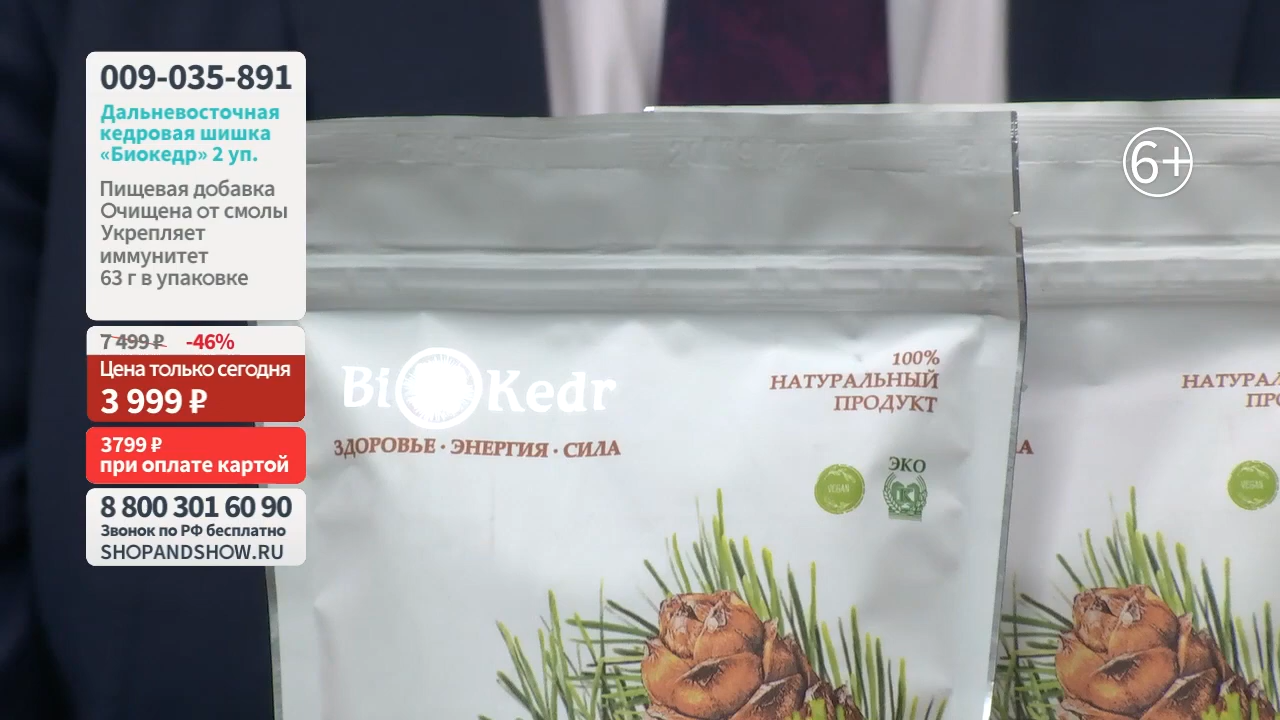 009-035-891
Дальневосточная
кедровая шишка
«Биокедр» 2 уп.
Пищевая добавка
Очищена от смолы
Укрепляет
иммунитет
63 г в упаковке
7 499 ₽ -46%
Цена только сегодня
3 999 ₽
3799 ₽
при оплате картой
8 800 301 60 90
Звонок по РФ бесплатно
SHOPANDSHOW.RU
6+
Bi Kedr
ЗДОРОВЬЕ · ЭНЕРГИЯ · СИЛА
100%
НАТУРАЛЬНЫЙ
ПРОДУКТ
VEGAN
ЭКО
VEGAN